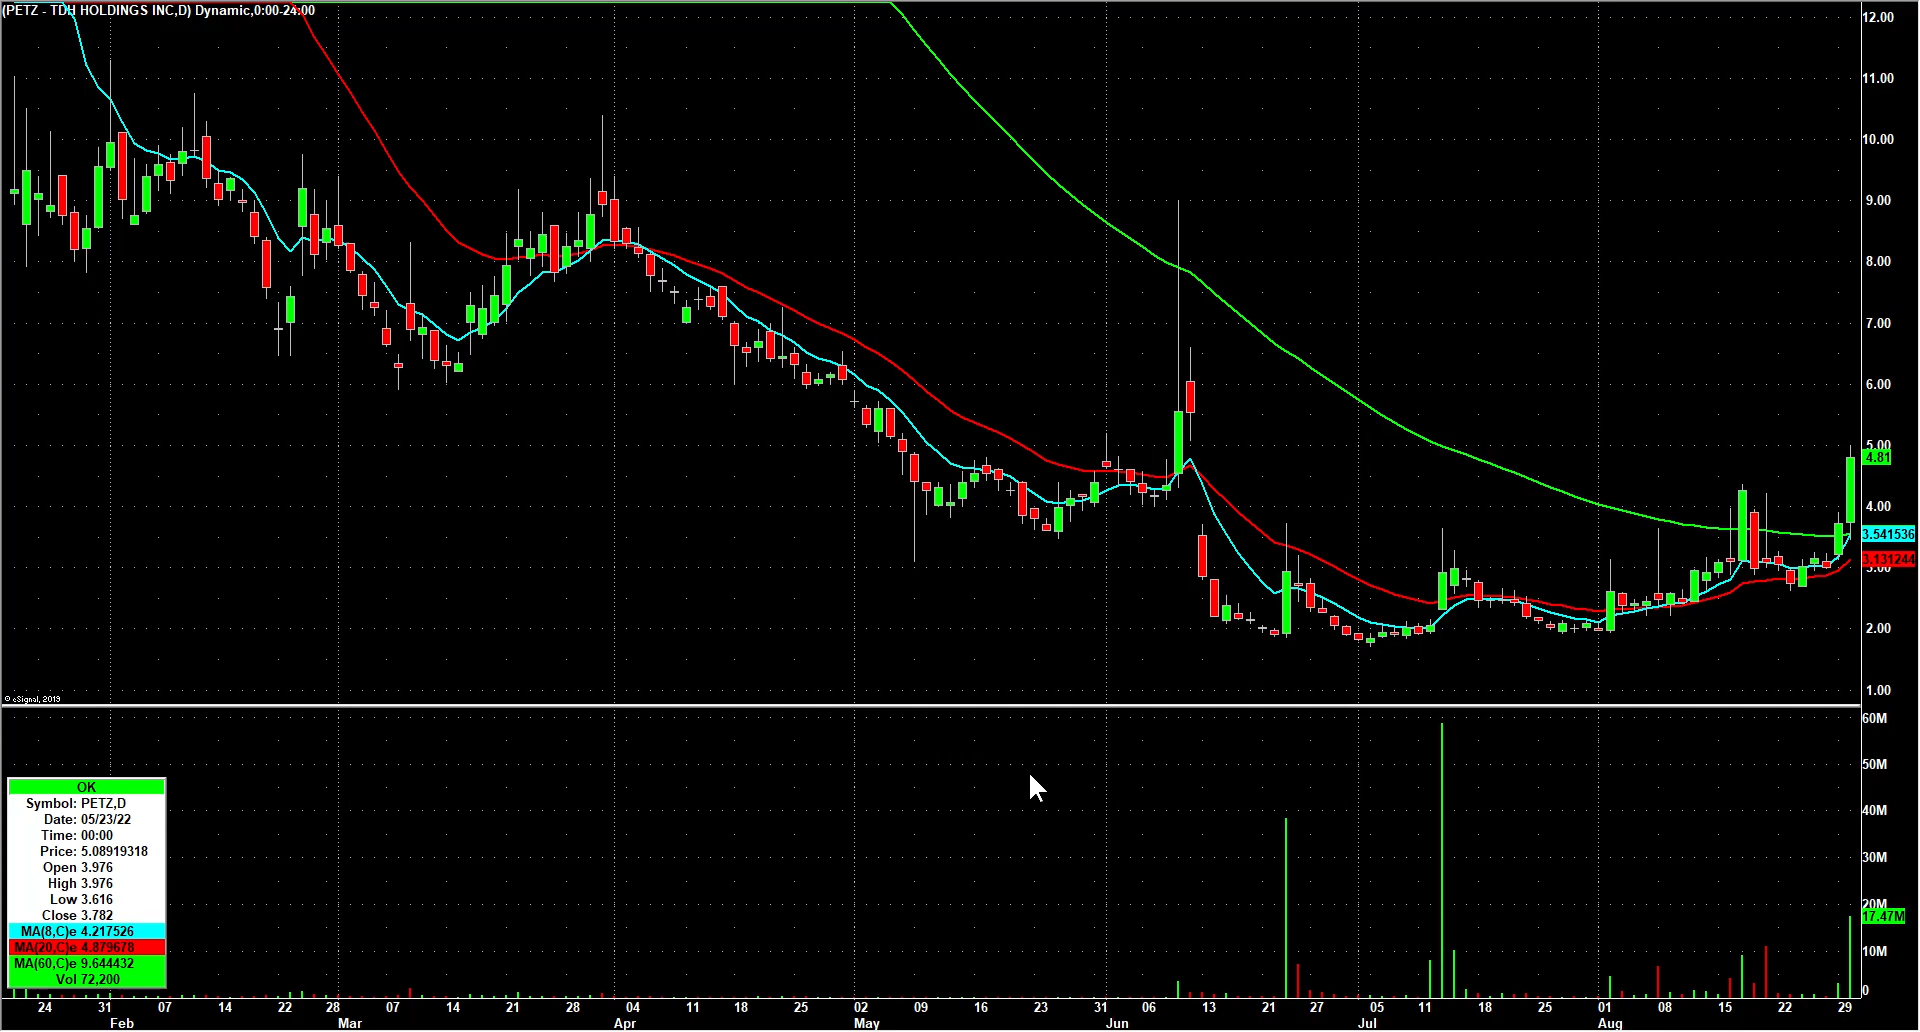 (PETZ - TDH HOLDINGS INC,D) Dynamic,0:00-24:00
12.00
11.00
10.00
9.00
8.00
7.00
6.00
5.00
4.81
4.00
3.541536
3.131244
3.00
2.00
1.00
© eSignal, 2019
60M
50M
40M
30M
20M
17.47M
10M
0
OK
Symbol: PETZ,D
Date: 05/23/22
Time: 00:00
Price: 5.08919318
Open 3.976
High 3.976
Low 3.616
Close 3.782
MA(8,C)e 4.217526
MA(20,C)e 4.879678
MA(60,C)e 9.644432
Vol 72,200
24 31 07 14 22 28 07 14 21 28 04 11 18 25 02 09 16 23 31 06 13 21 27 05 11 18 25 01 08 15 22 29
Feb Mar Apr May Jun Jul Aug